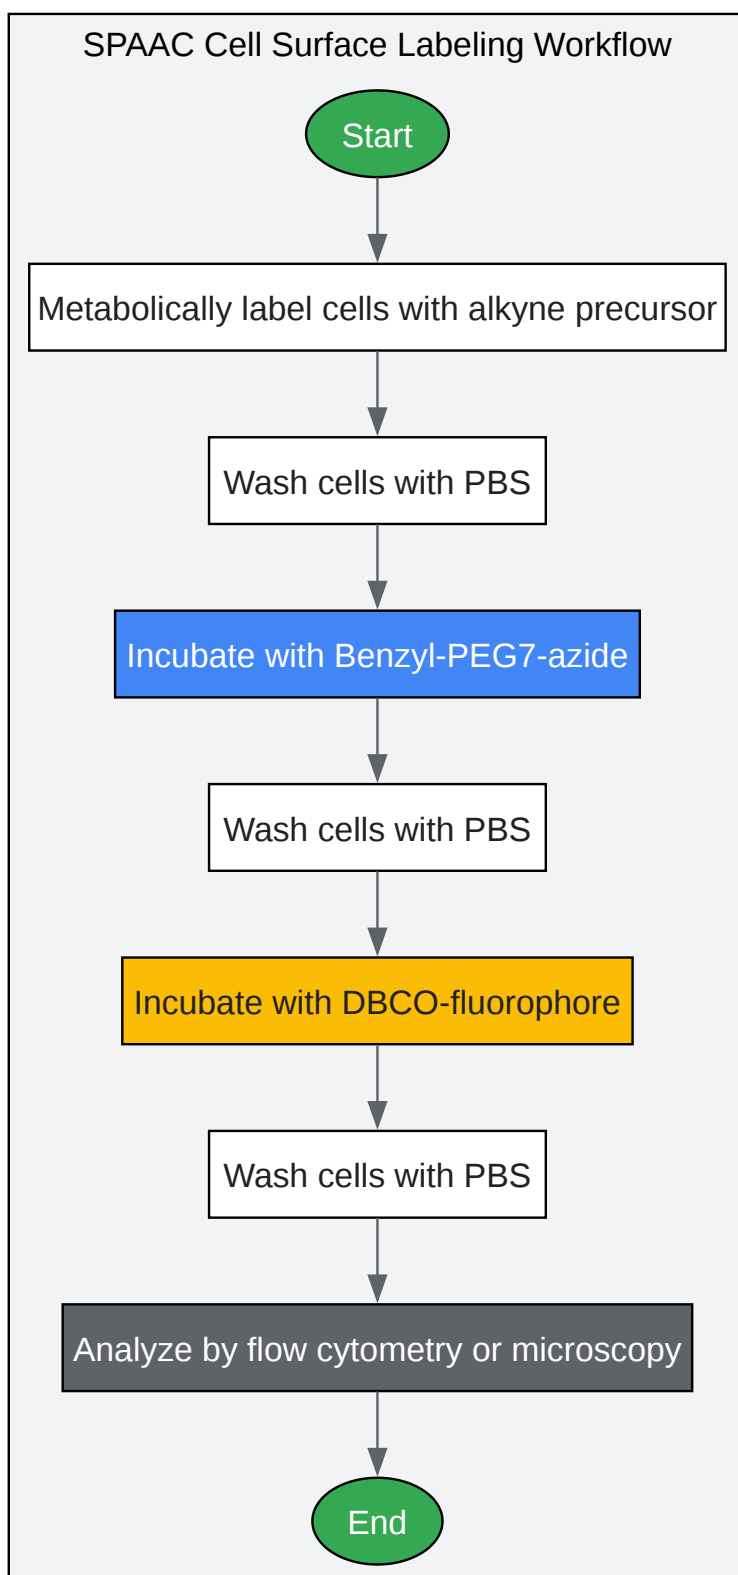 SPAAC Cell Surface Labeling Workflow
Start
Metabolically label cells with alkyne precursor
Wash cells with PBS
Incubate with Benzyl-PEG7-azide
Wash cells with PBS
Incubate with DBCO-fluorophore
Wash cells with PBS
Analyze by flow cytometry or microscopy
End